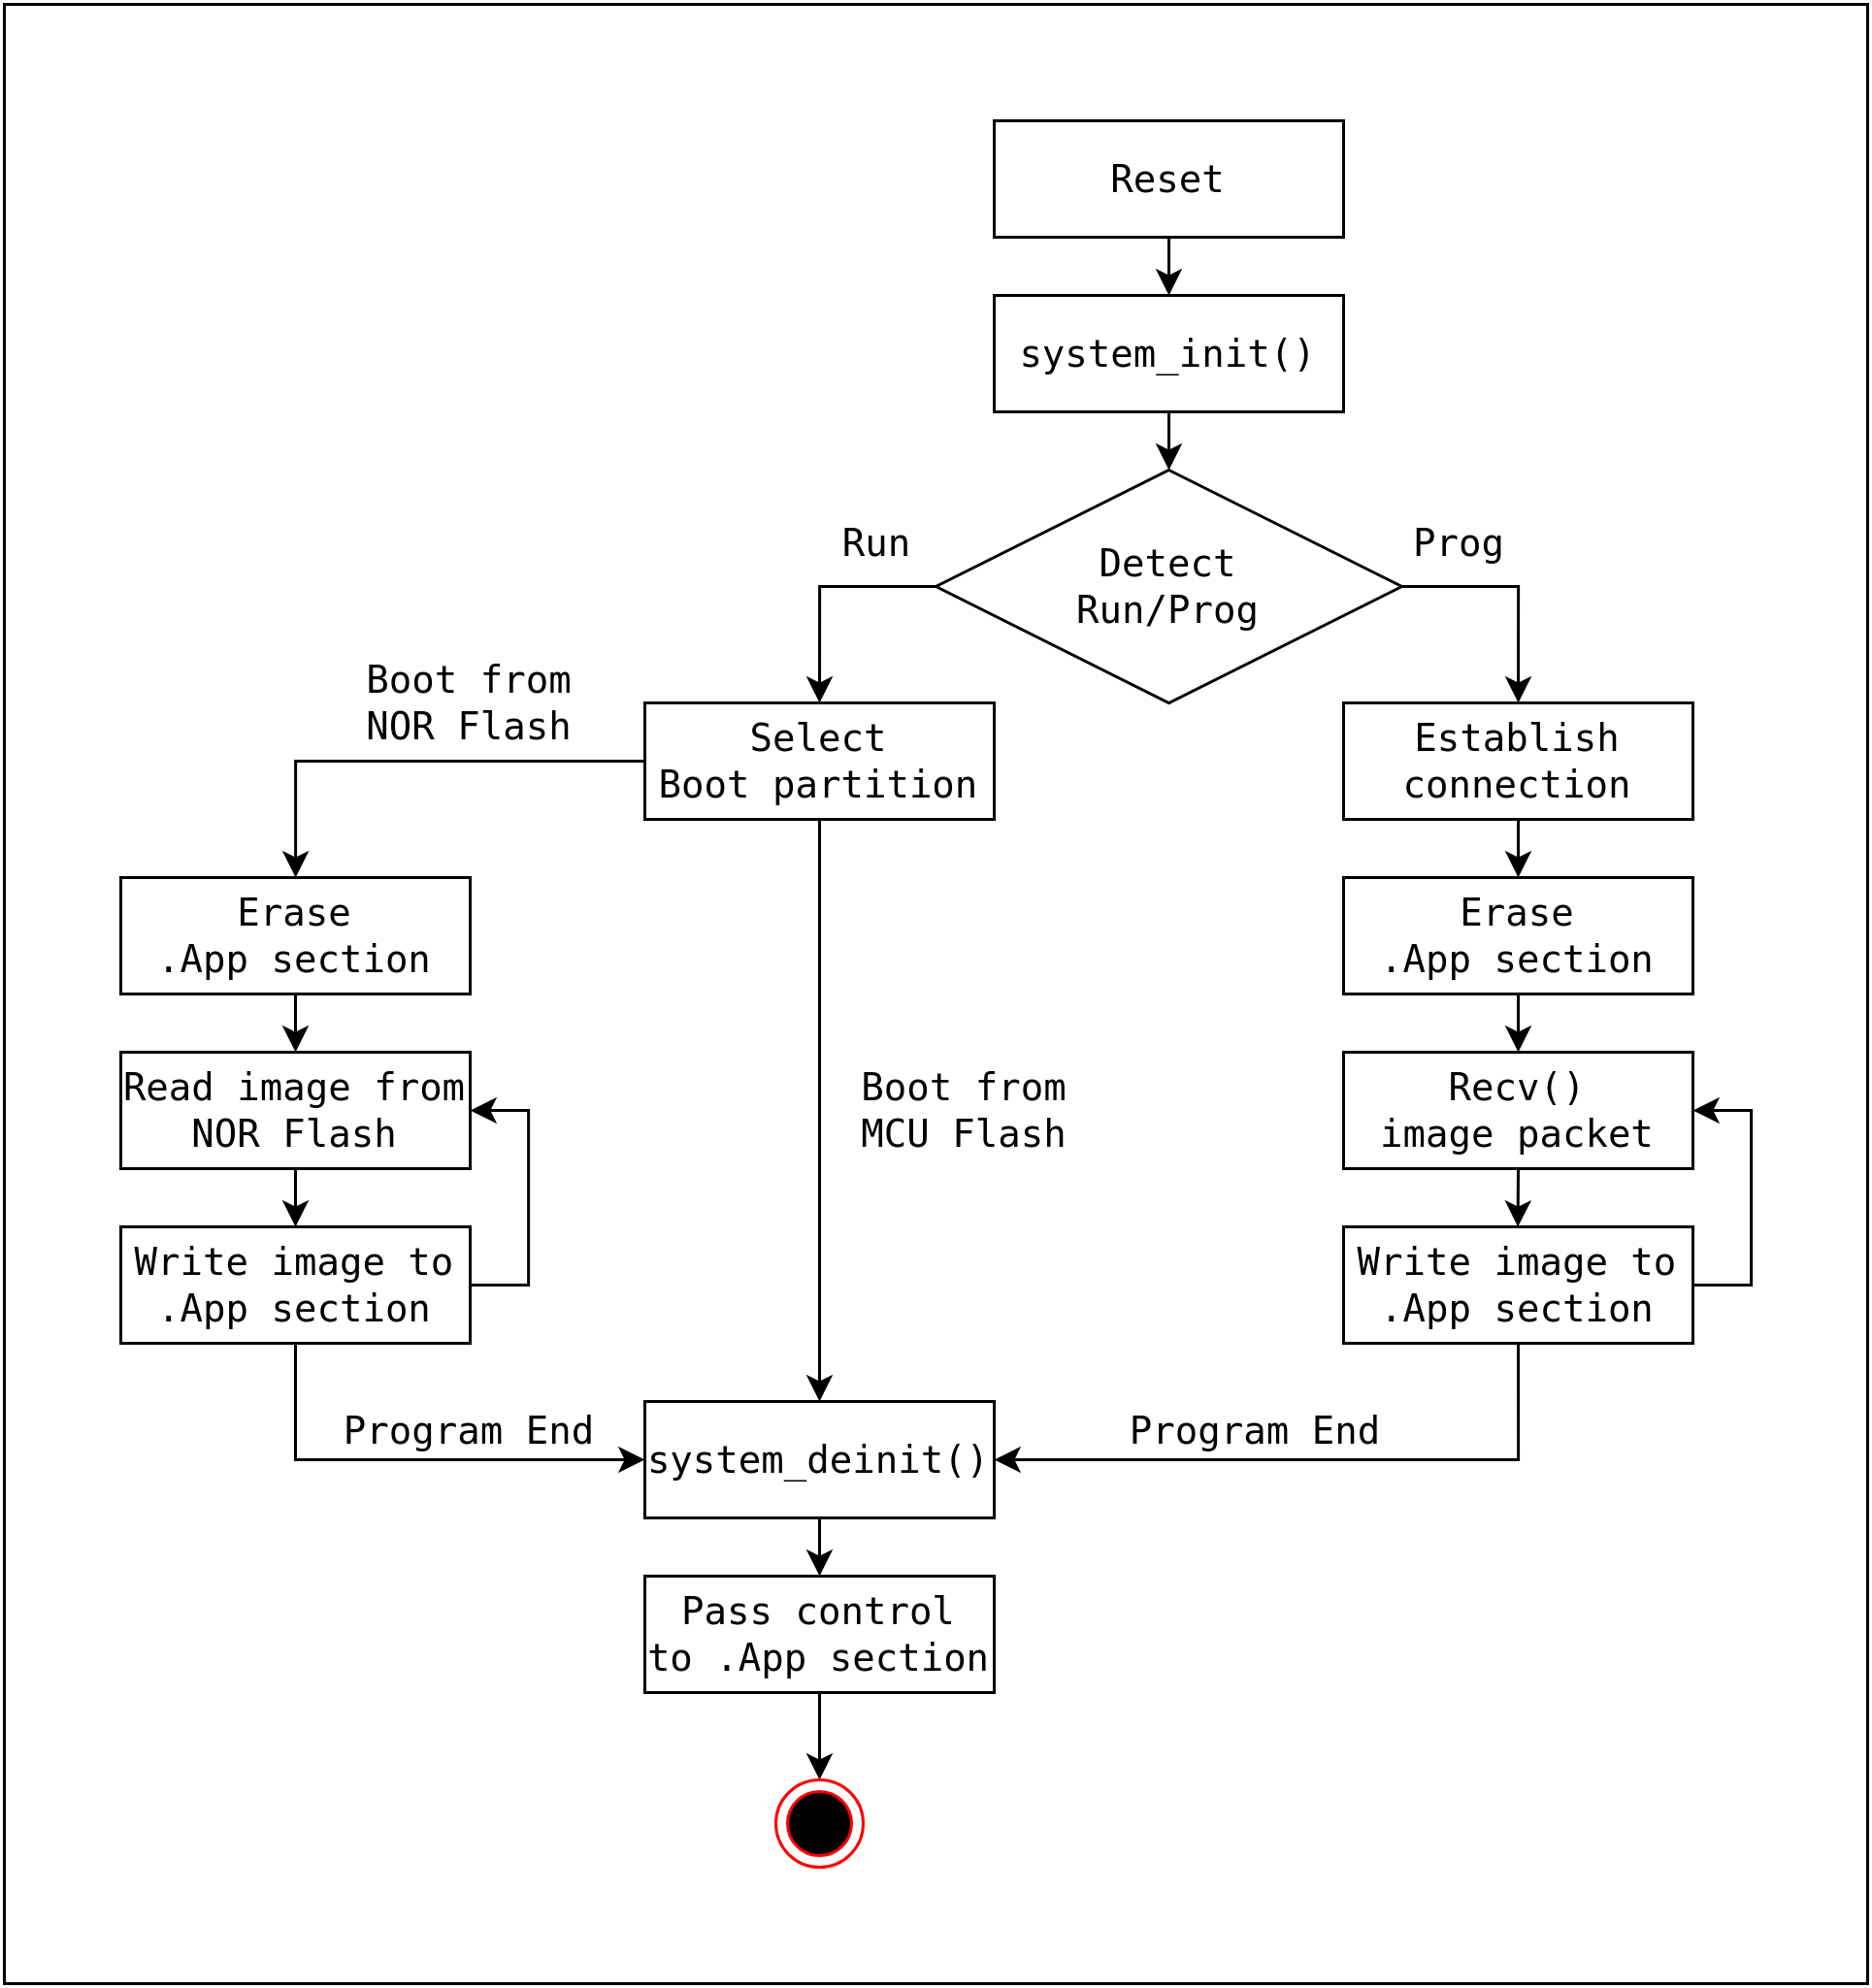 Reset
system_init()
Detect
Run/Prog
Run
Prog
Boot from
NOR Flash
Select
Boot partition
Establish
connection
Erase
.App section
Erase
.App section
Read image from
NOR Flash
Boot from
MCU Flash
Recv()
image packet
Write image to
.App section
Write image to
.App section
Program End
system_deinit()
Program End
Pass control
to .App section